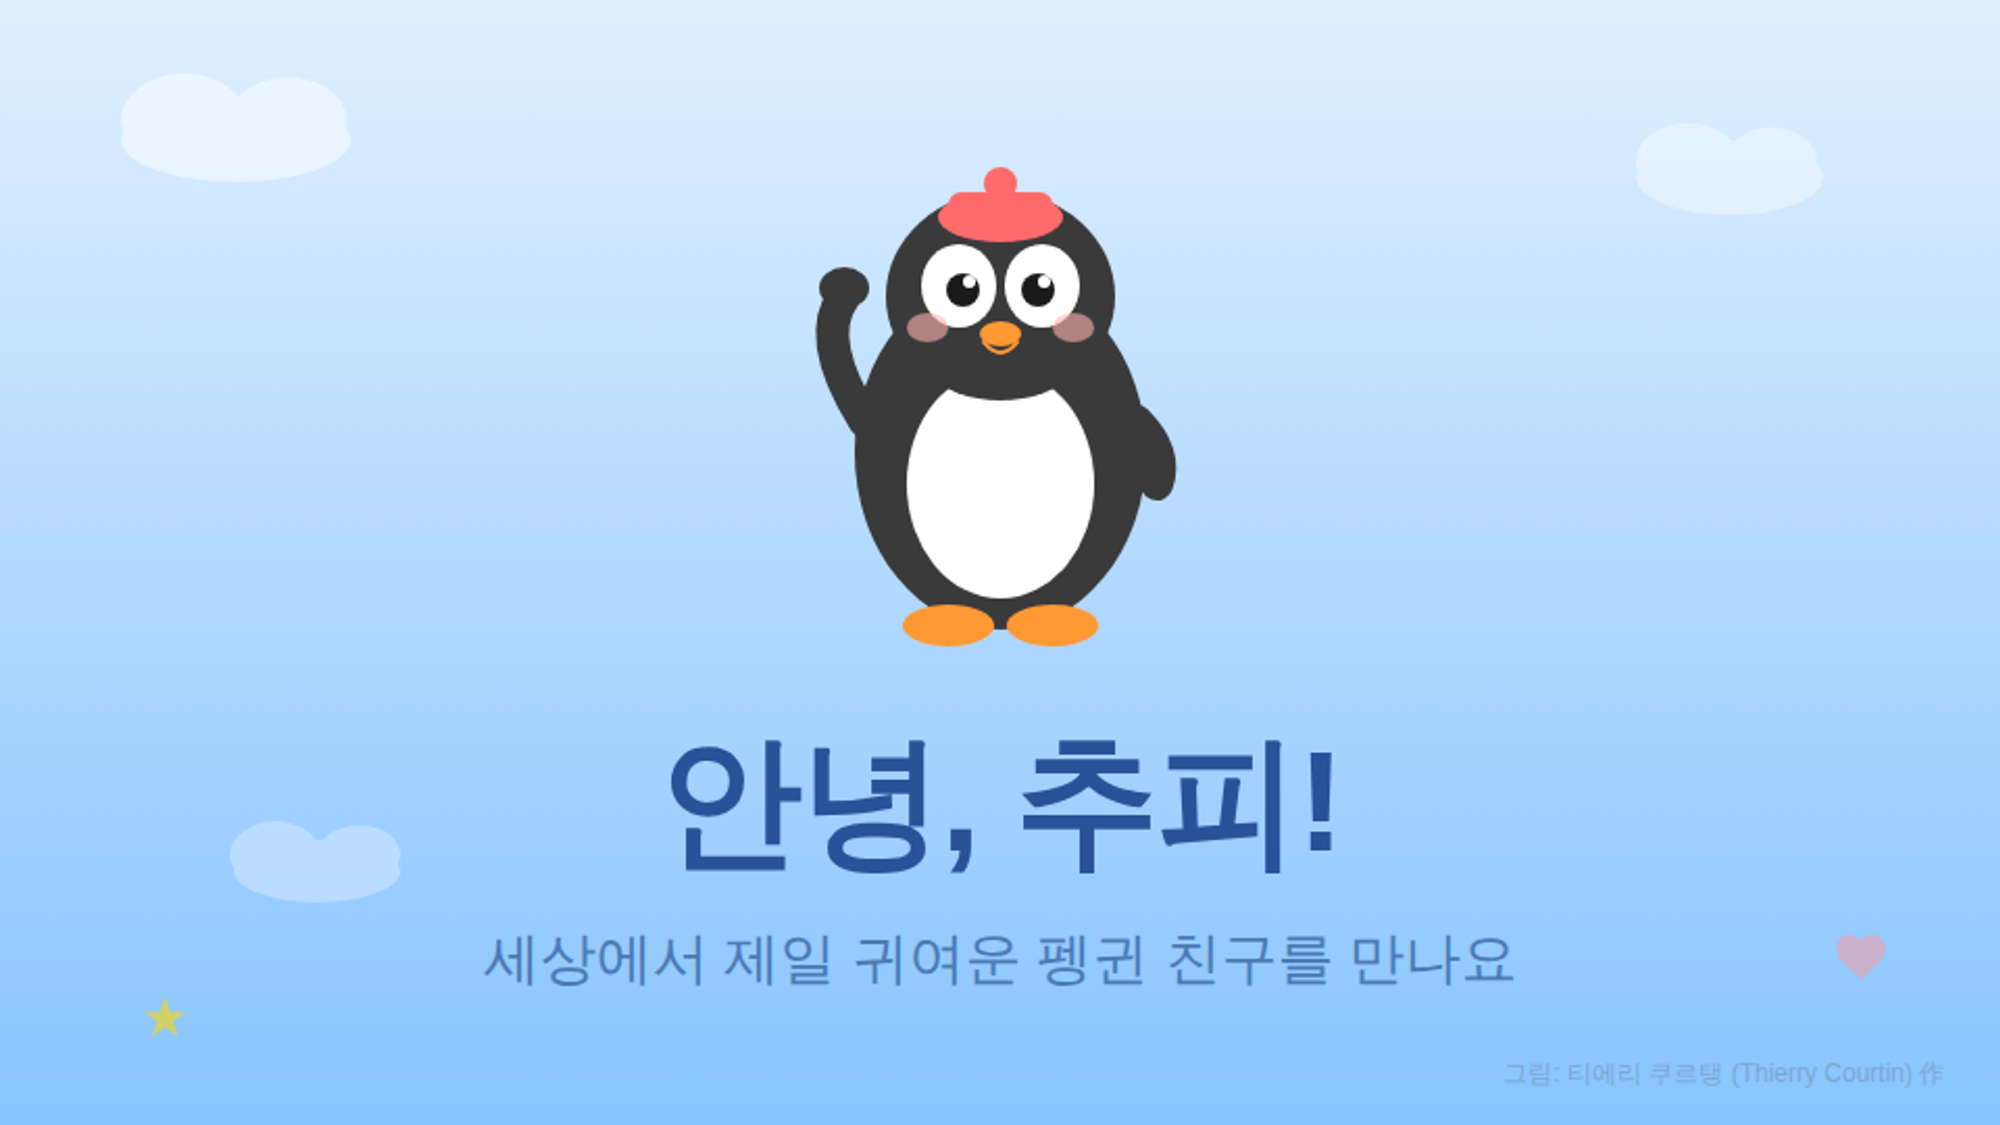 안녕, 추피!
세상에서 제일 귀여운 펭귄 친구를 만나요
그림: 티에리 쿠르탱 (Thierry Courtin) 作